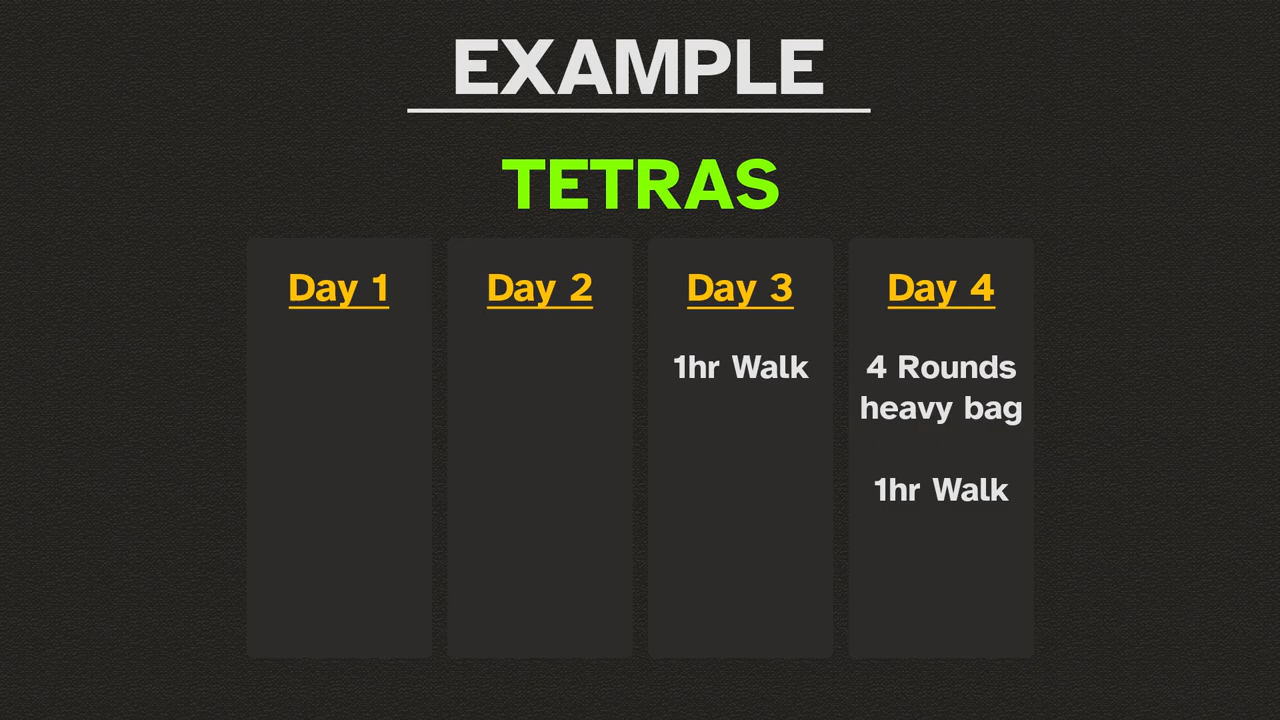 EXAMPLE
TETRAS
Day 1
Day 2
Day 3
1hr Walk
Day 4
4 Rounds
heavy bag
1hr Walk